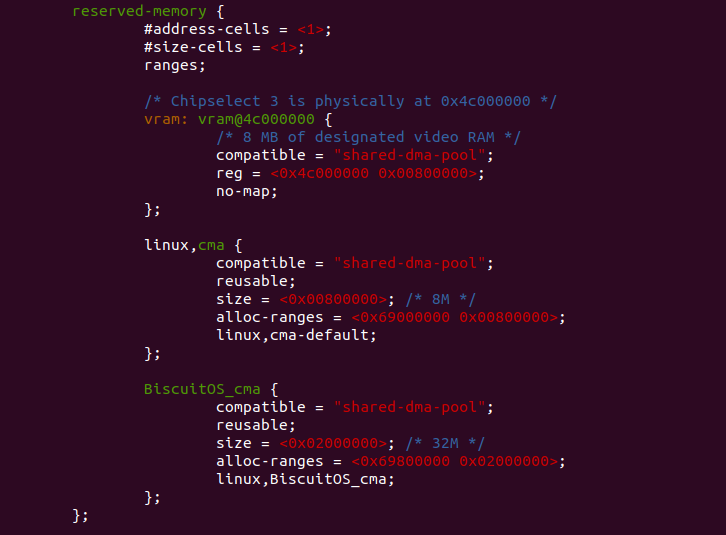 reserved-memory {
#address-cells = <1>;
#size-cells = <1>;
ranges;
/* Chipselect 3 is physically at 0x4c000000 */
vram: vram@4c000000 {
/* 8 MB of designated video RAM */
compatible = "shared-dma-pool";
reg = <0x4c000000 0x00800000>;
no-map;
};
linux,cma {
compatible = "shared-dma-pool";
reusable;
size = <0x00800000>; /* 8M */
alloc-ranges = <0x69000000 0x00800000>;
linux,cma-default;
};
BiscuitOS_cma {
compatible = "shared-dma-pool";
reusable;
size = <0x02000000>; /* 32M */
alloc-ranges = <0x69800000 0x02000000>;
linux,BiscuitOS_cma;
};
};